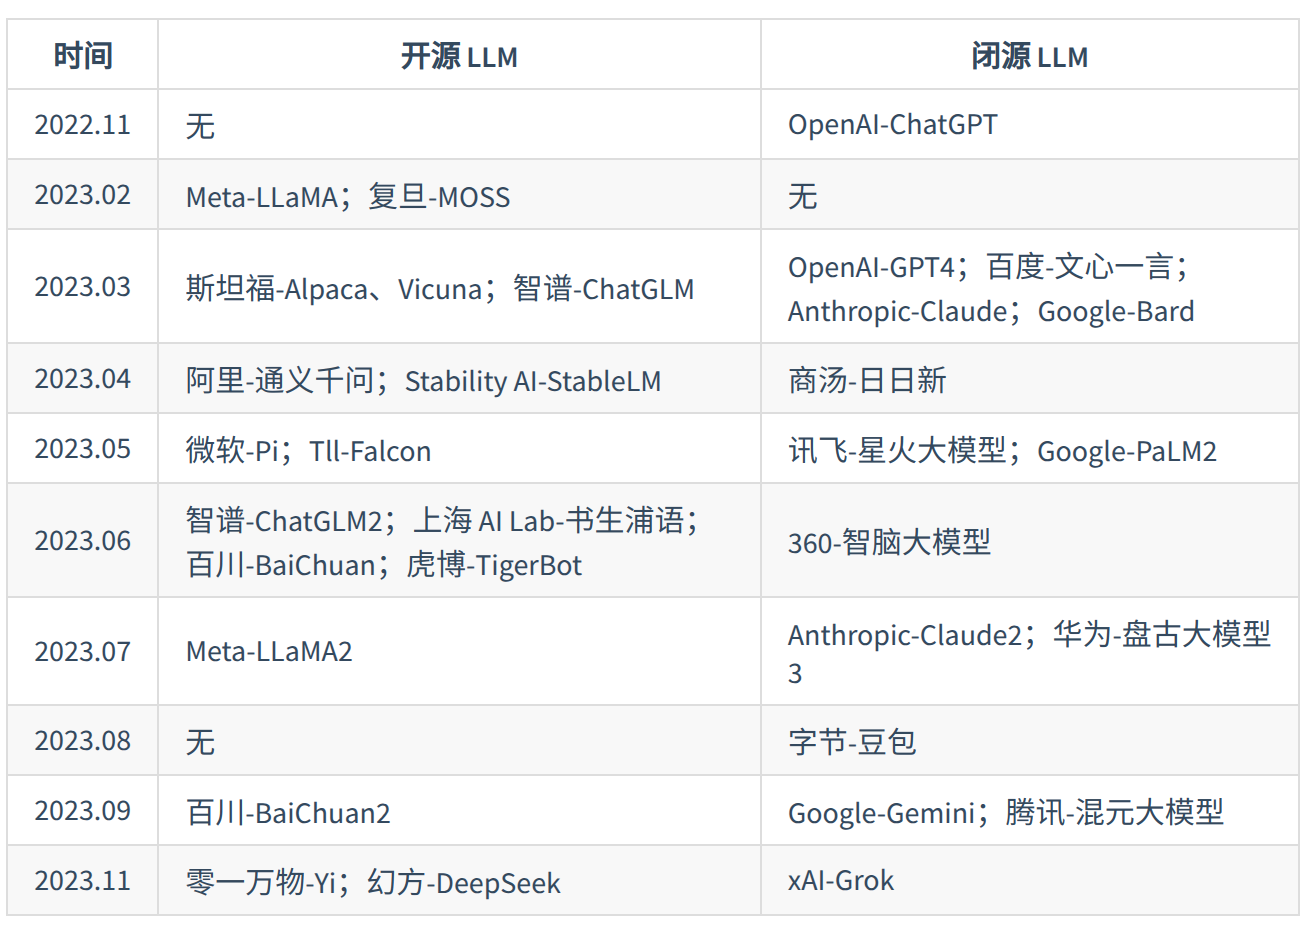 时间 开源 LLM 闭源 LLM
2022.11 无 OpenAI-ChatGPT
2023.02 Meta-LLaMA；复旦-MOSS 无
2023.03 斯坦福-Alpaca、Vicuna；智谱-ChatGLM OpenAI-GPT4；百度-文心一言；
Anthropic-Claude；Google-Bard
2023.04 阿里-通义千问；Stability AI-StableLM 商汤-日日新
2023.05 微软-Pi；Tll-Falcon 讯飞-星火大模型；Google-PaLM2
2023.06 智谱-ChatGLM2；上海 AI Lab-书生浦语；
百川-BaiChuan；虎博-TigerBot 360-智脑大模型
2023.07 Meta-LLaMA2 Anthropic-Claude2；华为-盘古大模型
3
2023.08 无 字节-豆包
2023.09 百川-BaiChuan2 Google-Gemini；腾讯-混元大模型
2023.11 零一万物-Yi；幻方-DeepSeek xAI-Grok